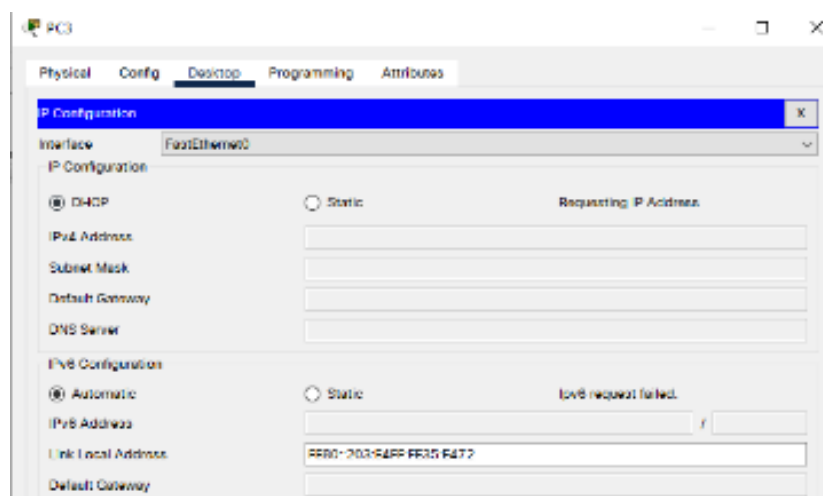 PC3
Physical Config Desktop Programming Attributes
IP Configuration X
Interface FastEthernet0
IP Configuration
DHCP Static Requesting IP Address
IPv4 Address
Subnet Mask
Default Gateway
DNS Server
IPv6 Configuration
Automatic Static Ipv6 request failed.
IPv6 Address /
Link Local Address
Default Gateway